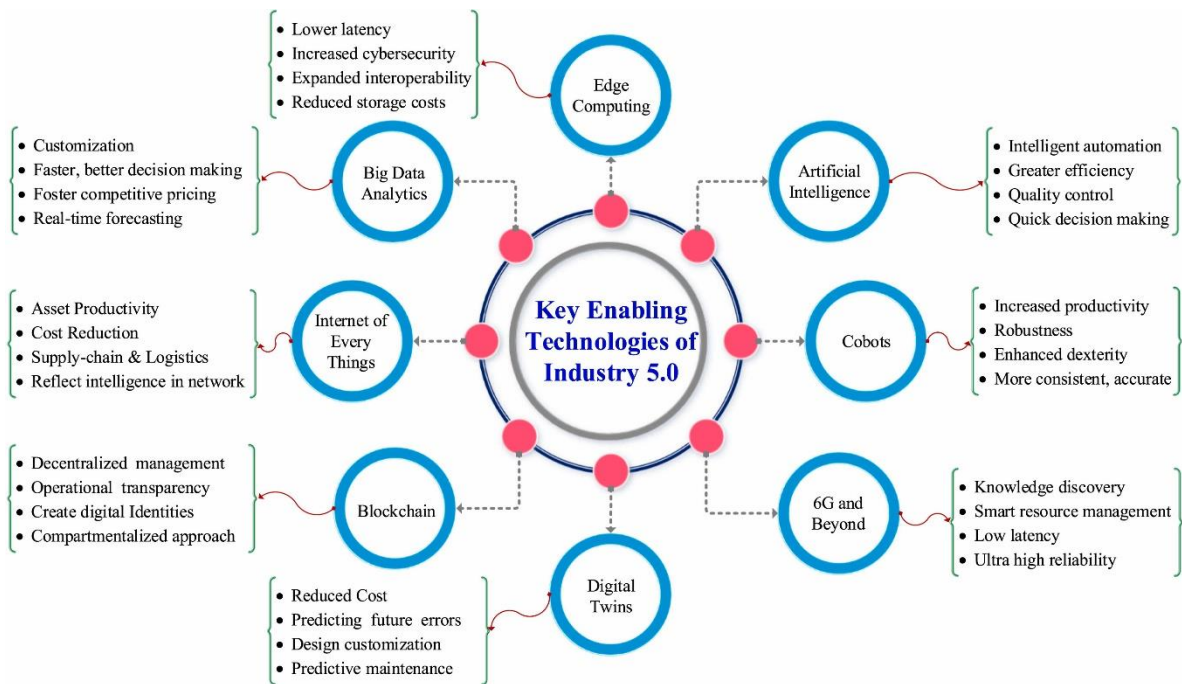 Lower latency
Increased cybersecurity
Expanded interoperability
Reduced storage costs
Edge
Computing
Customization
Faster, better decision making
Foster competitive pricing
Real-time forecasting
Big Data
Analytics
Artificial
Intelligence
Intelligent automation
Greater efficiency
Quality control
Quick decision making
Asset Productivity
Cost Reduction
Supply-chain & Logistics
Reflect intelligence in network
Internet of
Every
Things
Key Enabling
Technologies of
Industry 5.0
Cobots
Increased productivity
Robustness
Enhanced dexterity
More consistent, accurate
Decentralized management
Operational transparency
Create digital Identities
Compartmentalized approach
Blockchain
6G and
Beyond
Knowledge discovery
Smart resource management
Low latency
Ultra high reliability
Reduced Cost
Predicting future errors
Design customization
Predictive maintenance
Digital
Twins